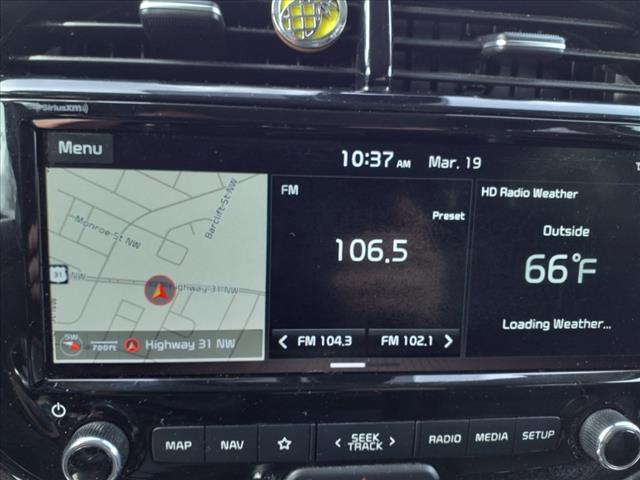 SiriusXM
Menu
10:37 AM Mar. 19
FM
Preset
106.5
FM 104.3
FM 102.1
HD Radio Weather
Outside
66°F
Loading Weather...
Barclift St NW
Monroe St NW
31
NW
Highway 31 NW
SW
700ft
Highway 31 NW
MAP
NAV
SEEK
TRACK
RADIO
MEDIA
SETUP